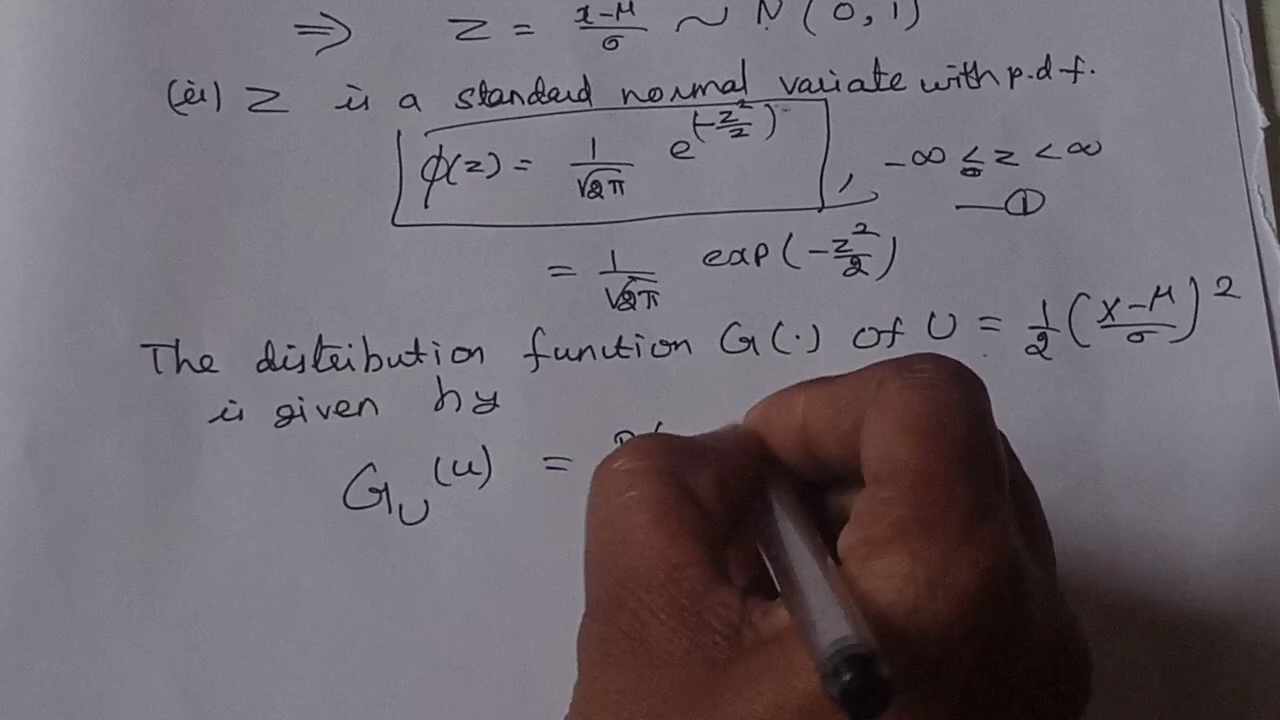 ⇒ Z = x-μ/σ ~ N(0,1)
(ie) Z is a standard normal variate with p.d.f.
ϕ(z) = 1/√2π e^(-z²/2), -∞ ≤ z < ∞
—①
= 1/√2π exp(-z²/2)
The distribution function G(.) of U = 1/2 (X-μ/σ)²
is given by
G_U(u) = P(